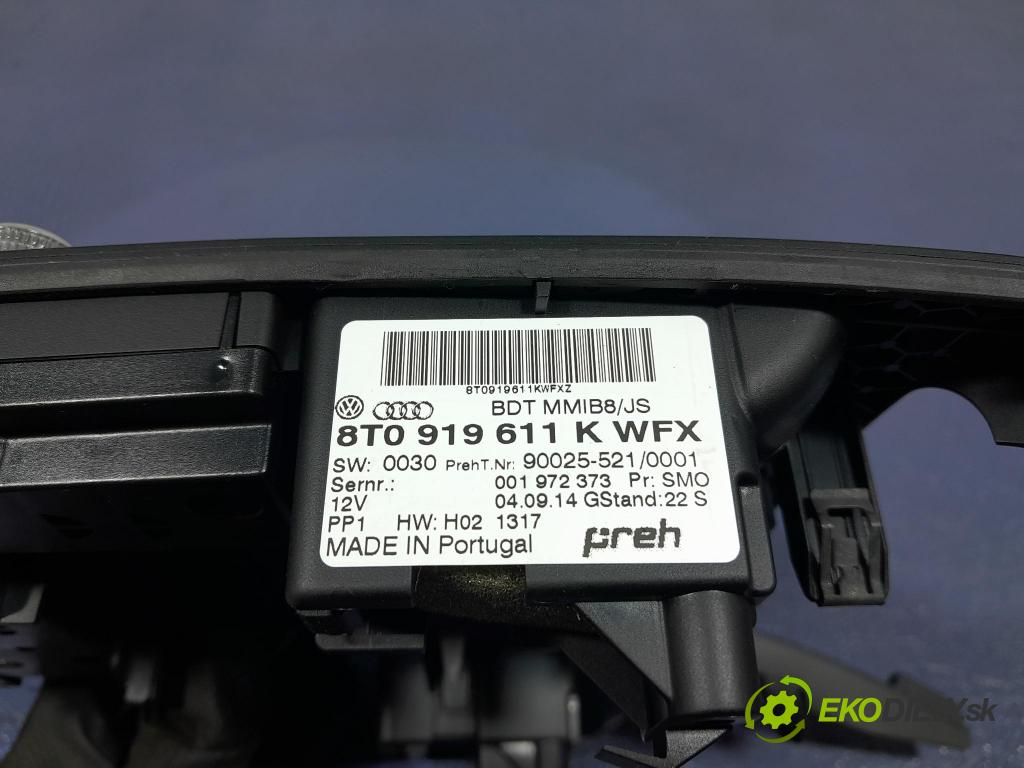 8T0919611KWFXZ
BDT MMIB8/JS
8T0 919 611 K WFX
SW: 0030 PrehT.Nr: 90025-521/0001
Sernr.: 001 972 373 Pr: SMO
12V 04.09.14 GStand: 22 S
PP1 HW: H02 1317
MADE IN Portugal preh
EKODIELY.sk